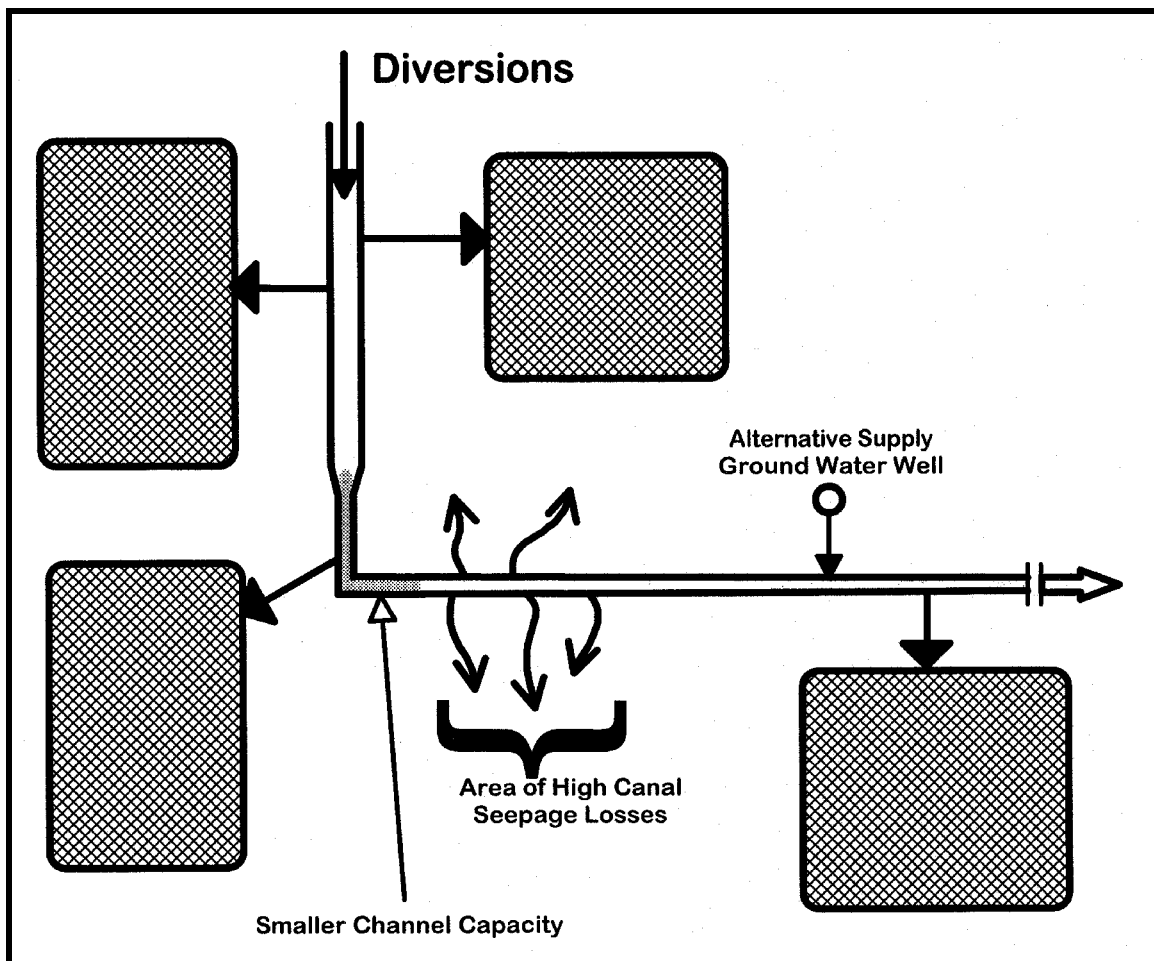 Diversions
Alternative Supply
Ground Water Well
Area of High Canal
Seepage Losses
Smaller Channel Capacity